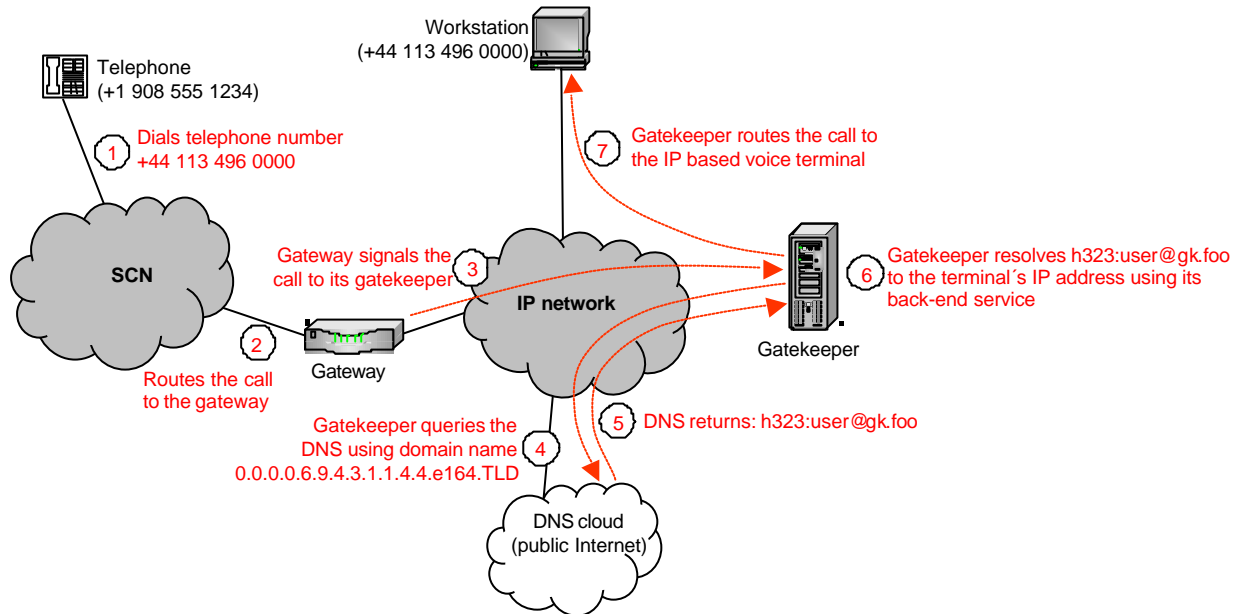 Workstation
(+44 113 496 0000)
Telephone
(+1 908 555 1234)
1
Dials telephone number
+44 113 496 0000
7
Gatekeeper routes the call to
the IP based voice terminal
SCN
Gateway signals the
call to its gatekeeper
3
IP network
6
Gatekeeper resolves h323:user@gk.foo
to the terminal´s IP address using its
back-end service
Gatekeeper
2
Routes the call
to the gateway
Gateway
Gatekeeper queries the
DNS using domain name
0.0.0.0.6.9.4.3.1.1.4.4.e164.TLD
4
5
DNS returns: h323:user@gk.foo
DNS cloud
(public Internet)